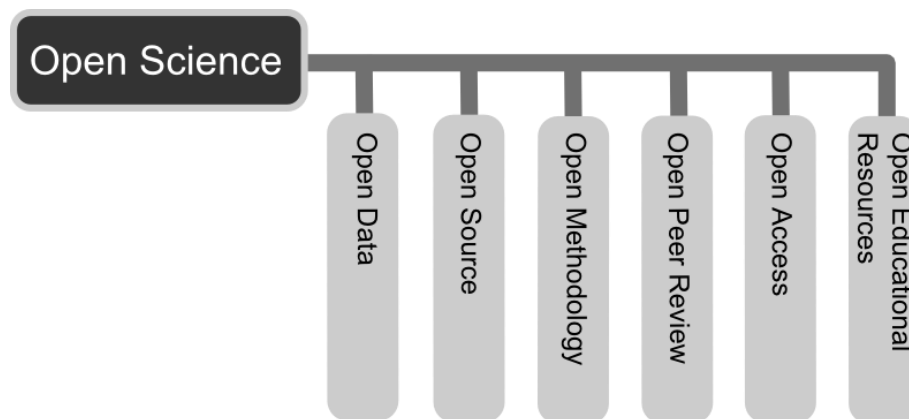 Open Science
Open Data
Open Source
Open Methodology
Open Peer Review
Open Access
Open Educational
Resources